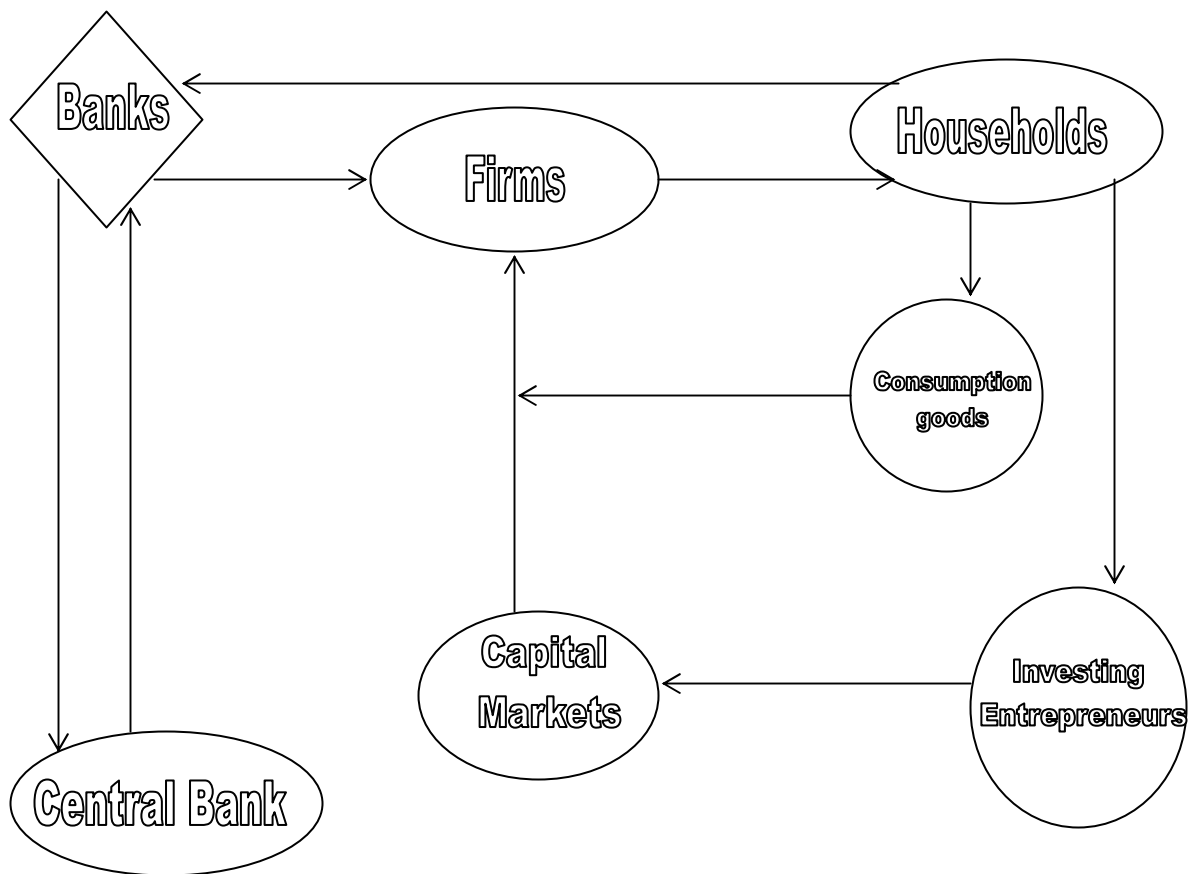 Banks
Firms
Households
Consumption
goods
Capital
Markets
Investing
Entrepreneurs
Central Bank